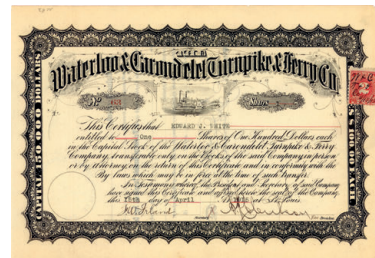 Waterloo & Carondelet Turnpike & Ferry Co.
No
Shares
This Certifies that EDWARD J. WHITE
entitled to One Shares of One Hundred Dollars each
in the Capital Stock of the Waterloo & Carondelet Turnpike & Ferry
Company, transferable only on the Books of the said Company in person
or by Attorney on the return of this Certificate and in conformity with the
By laws which may be in force at the time of such transfer.
In Testimony whereof, the President and Secretary of said Company
have signed this Certificate and affixed hereto the seal of the Company
this 15th day of April at St. Louis
CAPITAL 150,000 DOLLARS